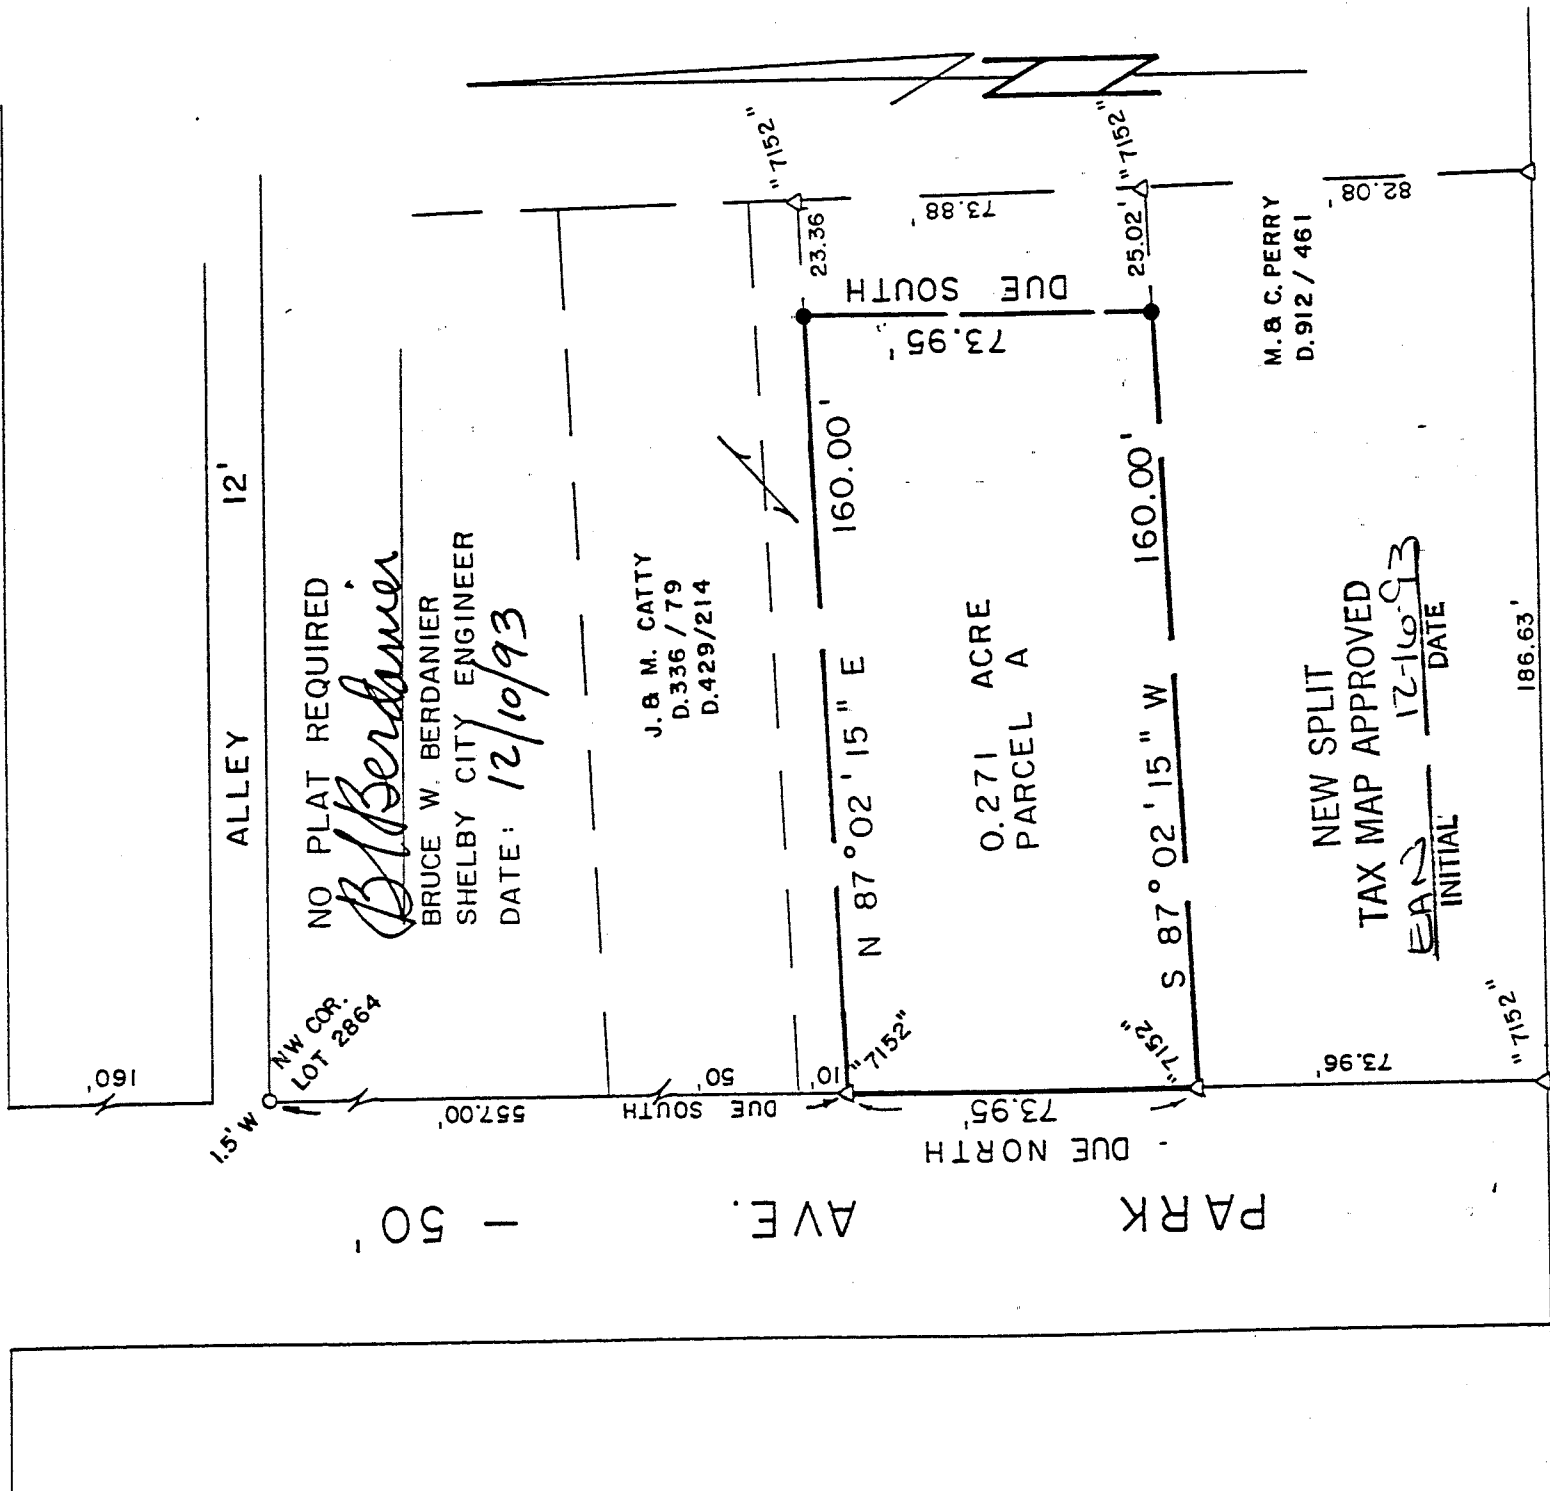 160'
ALLEY 12'
1.5' W
NW COR.
LOT 2864
NO PLAT REQUIRED
BRUCE W. BERDANIER
SHELBY CITY ENGINEER
DATE: 12/10/93
J. & M. CATTY
D.336 / 79
D.429/214
557.00'
DUE SOUTH
50'
10'
"7152"
N 87°02'15" E 160.00'
23.36
"7152"
73.88'
DUE SOUTH
73.95'
0.271 ACRE
PARCEL A
- DUE NORTH
73.95'
"7152"
S 87°02'15" W 160.00'
25.02'
"7152"
M. & C. PERRY
D.912 / 461
82.08'
NEW SPLIT
TAX MAP APPROVED
12-16-93
INITIAL DATE
73.96'
"7152"
186.63'
PARK AVE. - 50'
N